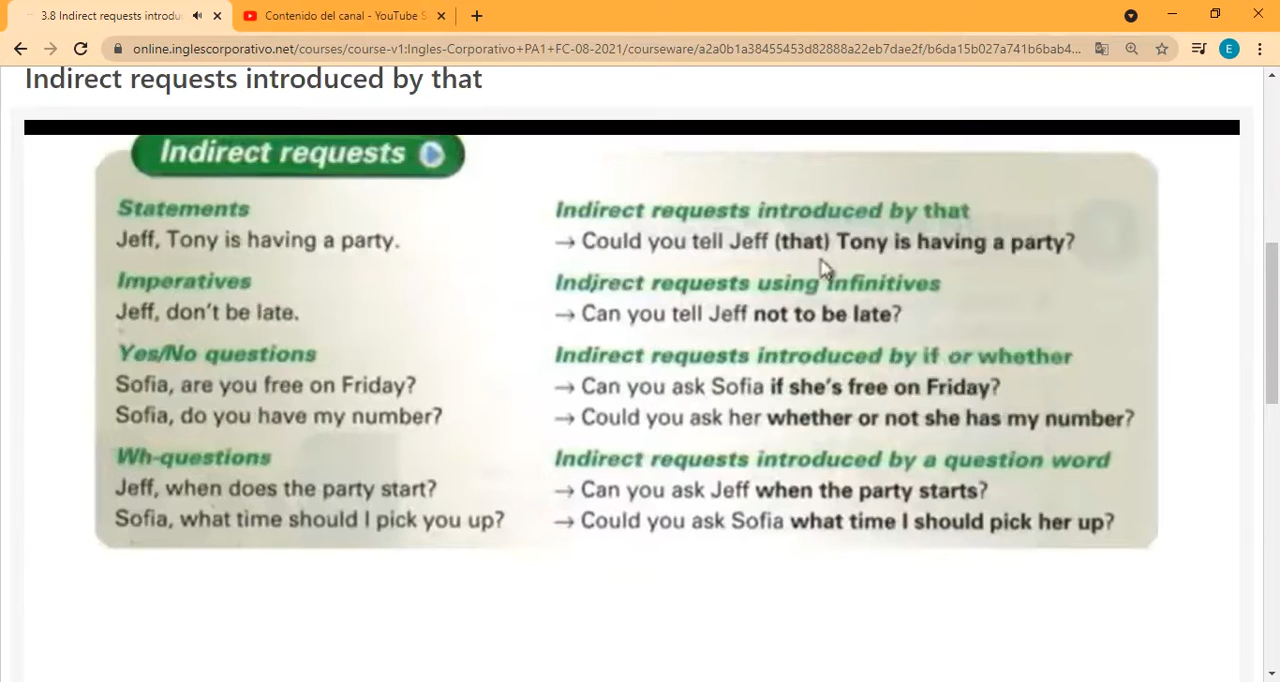 3.8 Indirect requests introdu
Contenido del canal - YouTube S
online.inglescorporativo.net/courses/course-v1:Ingles-Corporativo+PA1+FC-08-2021/courseware/a2a0b1a38455453d82888a22eb7dae2f/b6da15b027a741b6bab4...
E
Indirect requests introduced by that
Indirect requests
Statements
Indirect requests introduced by that
Jeff, Tony is having a party.
→ Could you tell Jeff (that) Tony is having a party?
Imperatives
Indirect requests using infinitives
Jeff, don't be late.
→ Can you tell Jeff not to be late?
Yes/No questions
Indirect requests introduced by if or whether
Sofia, are you free on Friday?
→ Can you ask Sofia if she's free on Friday?
Sofia, do you have my number?
→ Could you ask her whether or not she has my number?
Wh-questions
Indirect requests introduced by a question word
Jeff, when does the party start?
→ Can you ask Jeff when the party starts?
Sofia, what time should I pick you up?
→ Could you ask Sofia what time I should pick her up?